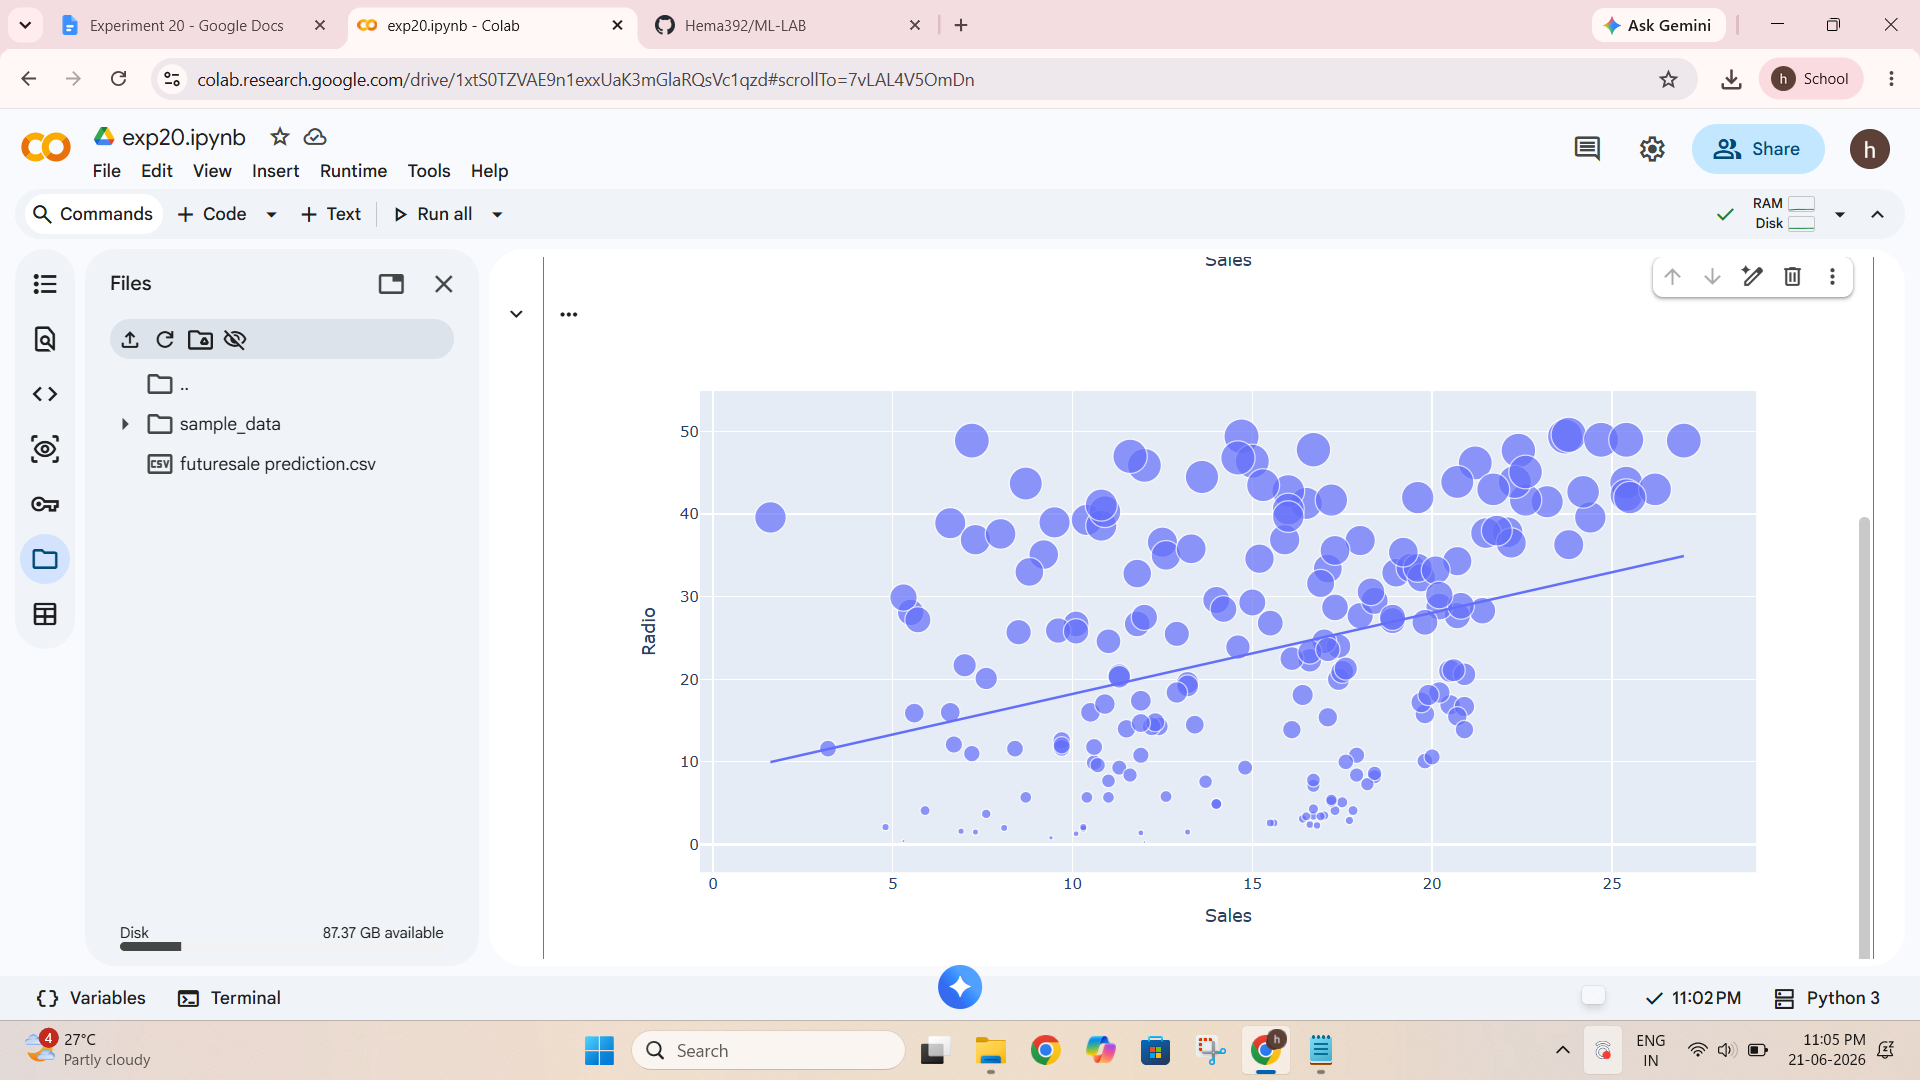 Experiment 20 - Google Docs
exp20.ipynb - Colab
Hema392/ML-LAB
Ask Gemini
colab.research.google.com/drive/1xtS0TZVAE9n1exxUaK3mGlaRQsVc1qzd#scrollTo=7vLAL4V5OmDn
h School
CO
exp20.ipynb
File Edit View Insert Runtime Tools Help
Share
h
Commands + Code + Text Run all
RAM
Disk
Files
..
sample_data
CSV futuresale prediction.csv
Disk 87.37 GB available
Sales
50
40
30
20
10
0
Radio
0 5 10 15 20 25
Sales
{} Variables Terminal
11:02 PM Python 3
4
27°C
Partly cloudy
Search
h
ENG
IN
11:05 PM
21-06-2026